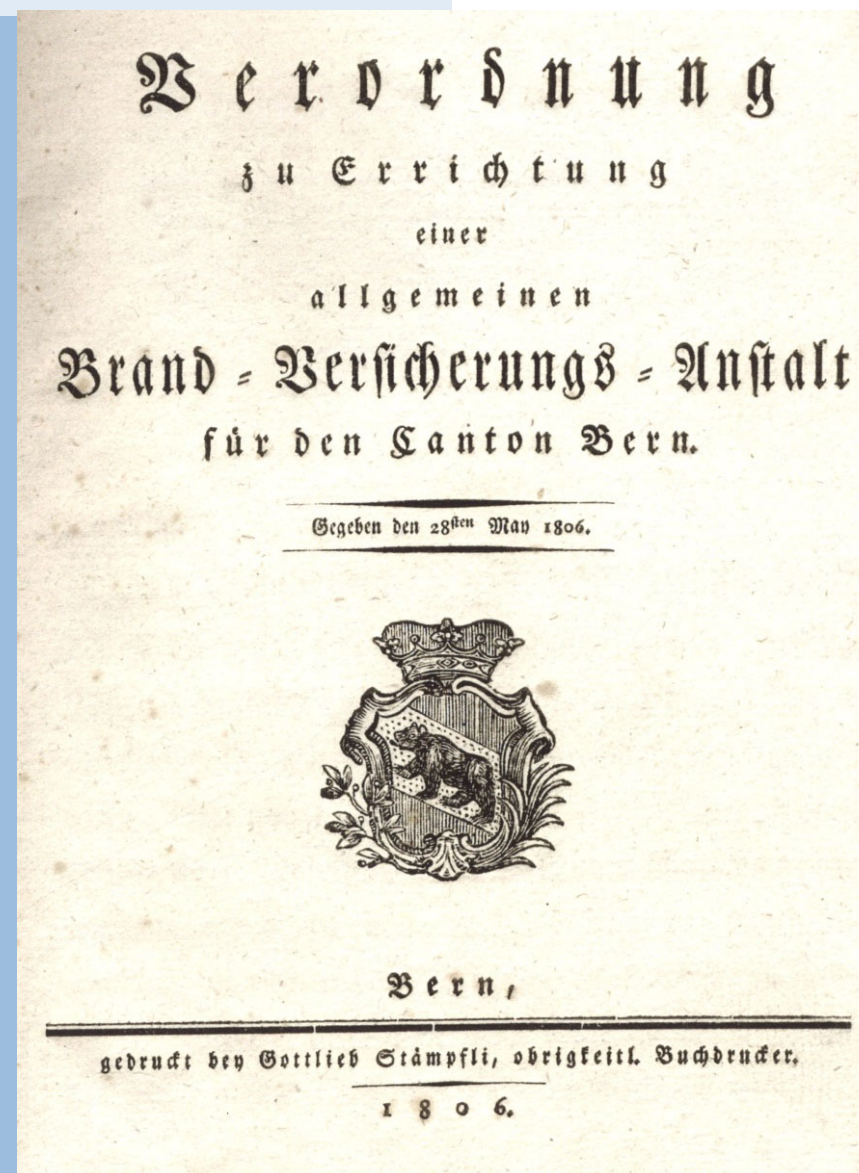 Verordnung
zu Errichtung
einer
allgemeinen
Brand-Versicherungs-Anstalt
für den Canton Bern.
Gegeben den 28sten May 1806.
Bern,
gedruckt bey Gottlieb Stämpfli, obrigkeitl. Buchdrucker.
1806.